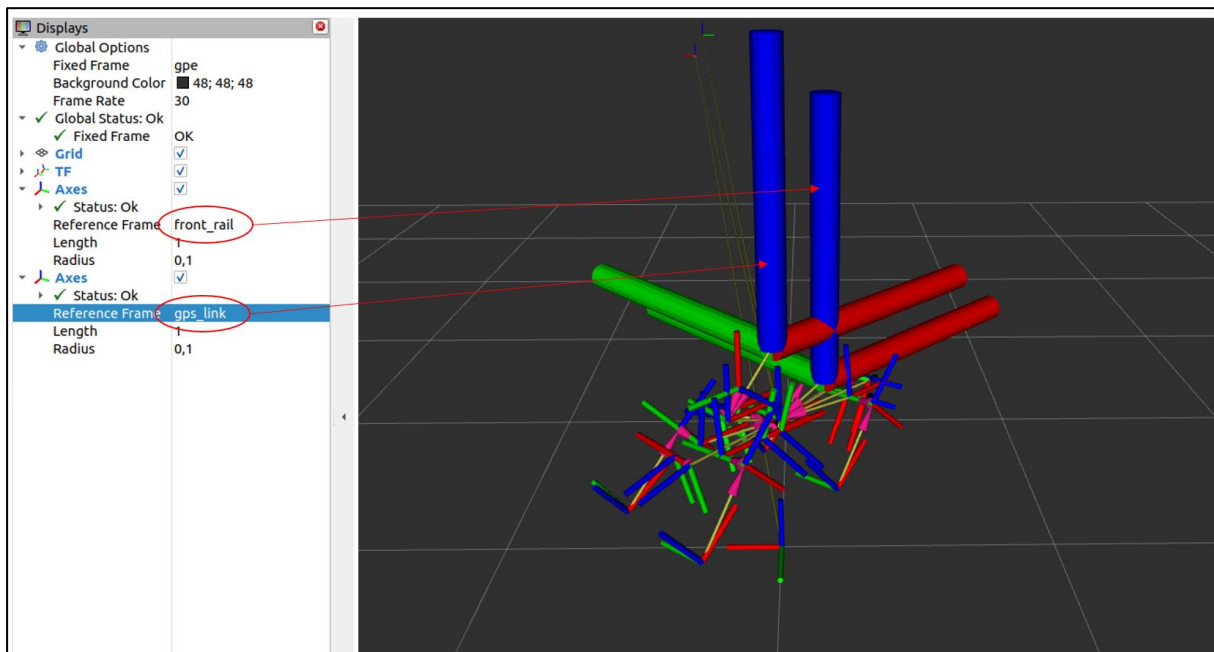 Displays
Global Options
Fixed Frame gpe
Background Color 48; 48; 48
Frame Rate 30
Global Status: Ok
Fixed Frame OK
Grid
TF
Axes
Status: Ok
Reference Frame front_rail
Length 1
Radius 0,1
Axes
Status: Ok
Reference Frame gps_link
Length 1
Radius 0,1